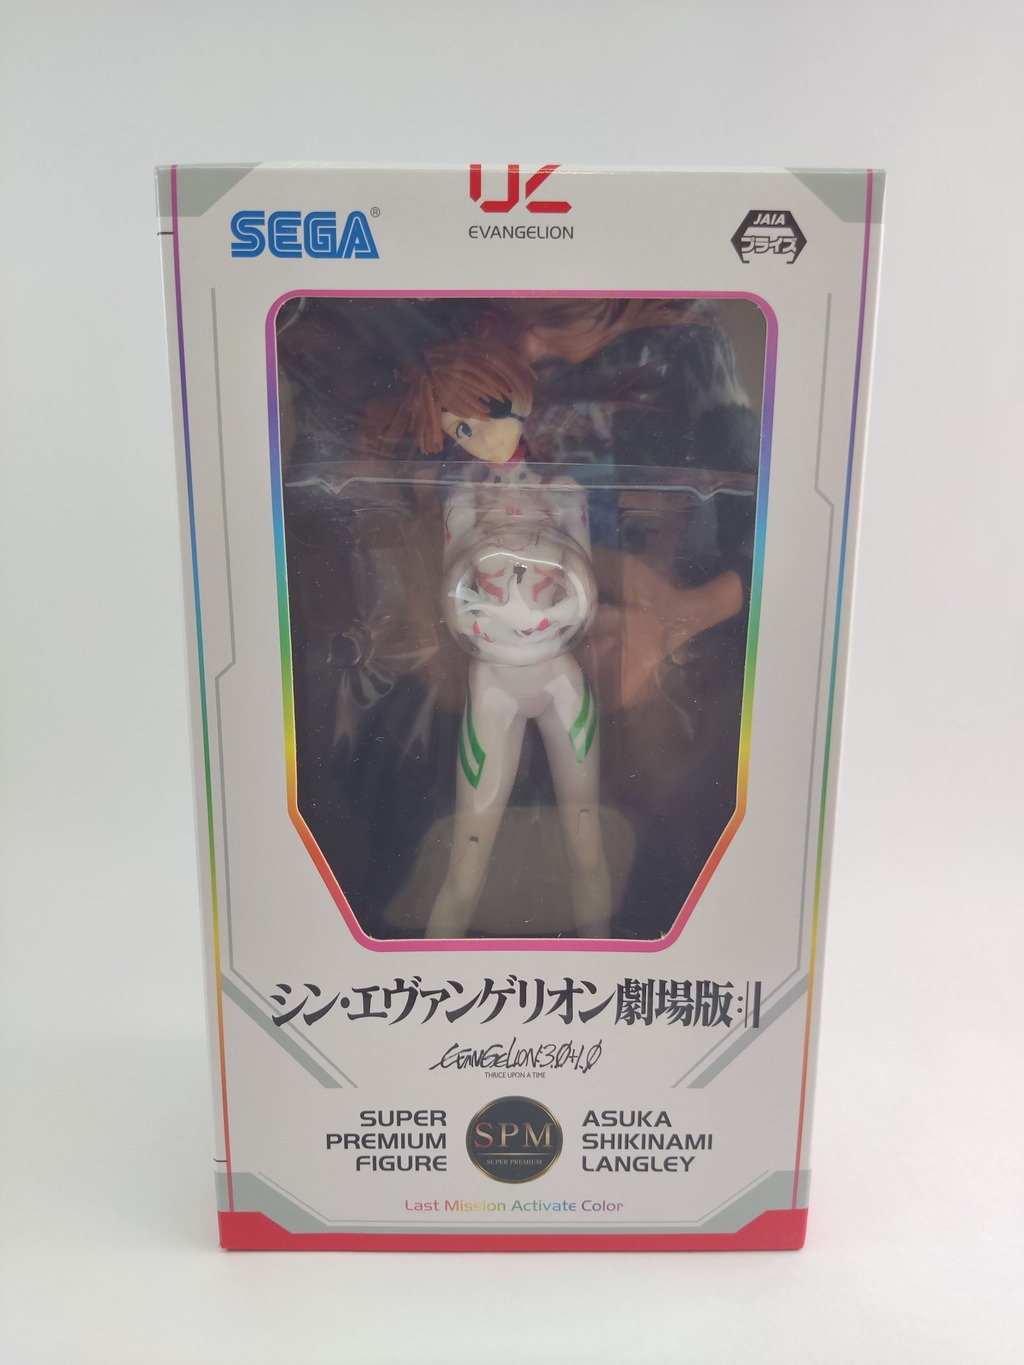 02
SEGA®
EVANGELION
JAIA
プライズ
02
シン・エヴァンゲリオン劇場版:||
EVANGELION:3.0+1.0
THRICE UPON A TIME
SUPER
PREMIUM
FIGURE
SPM
SUPER PREMIUM
ASUKA
SHIKINAMI
LANGLEY
Last Mission Activate Color